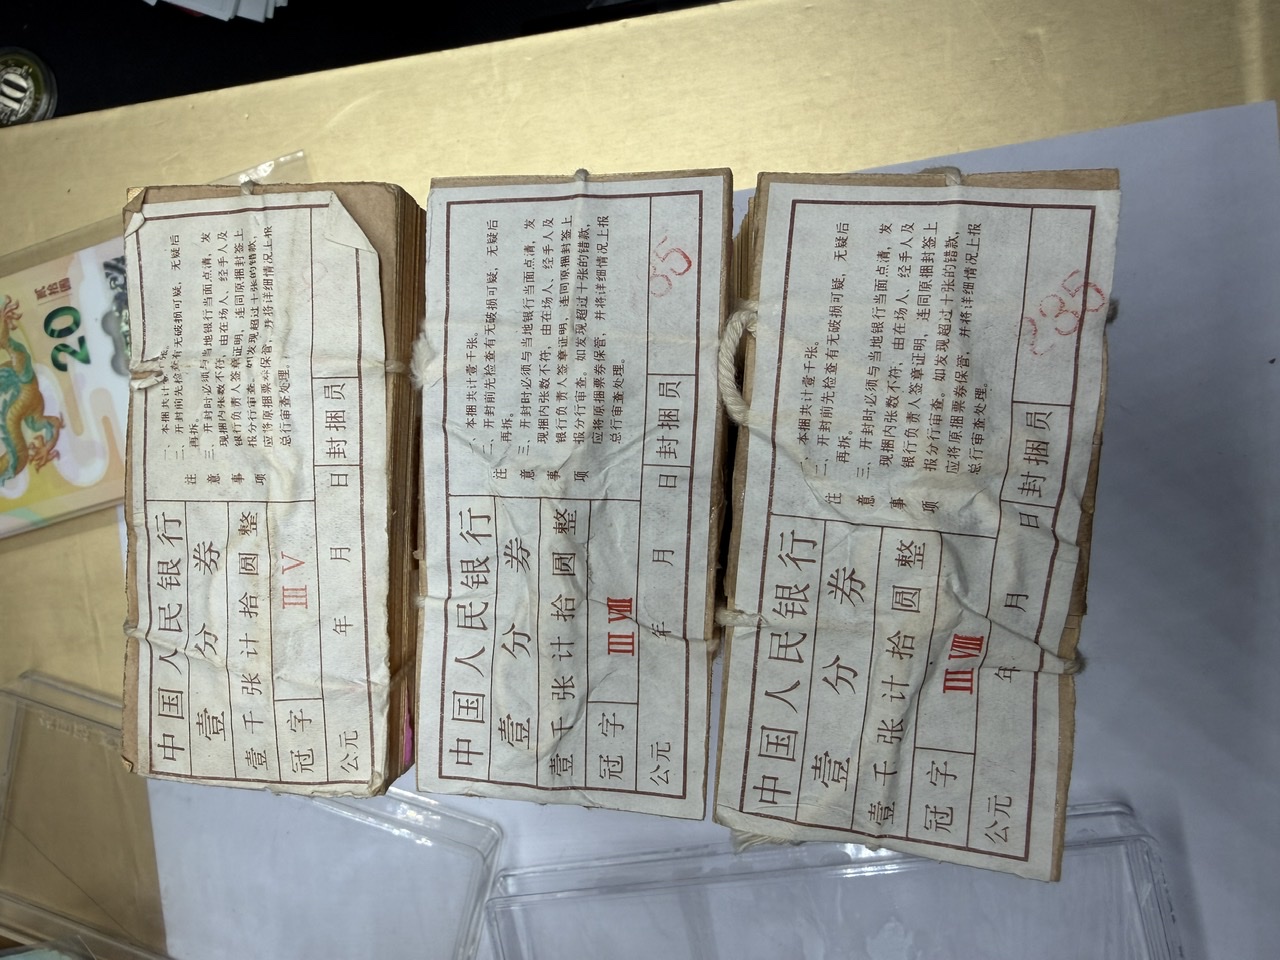 中国人民银行
壹分券
壹千张计拾圆整
冠字 III V
公元 年 月 日 封捆员
注意事项
一、本捆共计 张。
二、开封前先检查有无破损可疑，无疑后
再拆。
三、开封时必须与当地银行当面点清，发
现捆内张数不符，由在场人、经手人及
银行负责人签章证明，连同原捆封签上
报分行审查。如发现超过十张的错款，
应将原捆票券保管，并将详细情况上报
总行审查处理。
中国人民银行
壹分券
壹千张计拾圆整
冠字 III VIII
公元 年 月 日 封捆员
55
注意事项
一、本捆共计壹千张。
二、开封前先检查有无破损可疑，无疑后
再拆。
三、开封时必须与当地银行当面点清，发
现捆内张数不符，由在场人、经手人及
银行负责人签章证明，连同原捆封签上
报分行审查。如发现超过十张的错款，
应将原捆票券保管，并将详细情况上报
总行审查处理。
中国人民银行
壹分券
壹千张计拾圆整
冠字 III VIII
公元 年 月 日 封捆员
注意事项
一、本捆共计壹千张。
二、开封前先检查有无破损可疑，无疑后
再拆。
三、开封时必须与当地银行当面点清，发
现捆内张数不符，由在场人、经手人及
银行负责人签章证明，连同原捆封签上
报分行审查。如发现超过十张的错款，
应将原捆票券保管，并将详细情况上报
总行审查处理。
贰拾圆
20
10